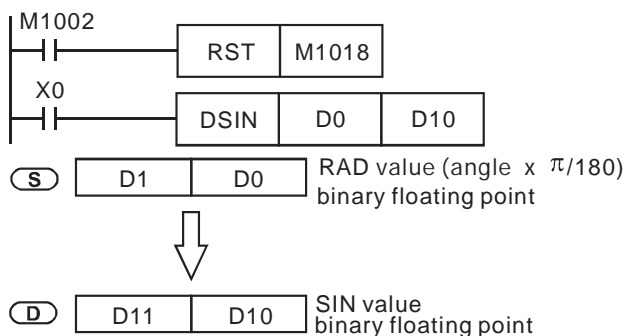 M1002
RST M1018
X0
DSIN D0 D10
S D1 D0 RAD value (angle x π/180)
binary floating point
D D11 D10 SIN value
binary floating point